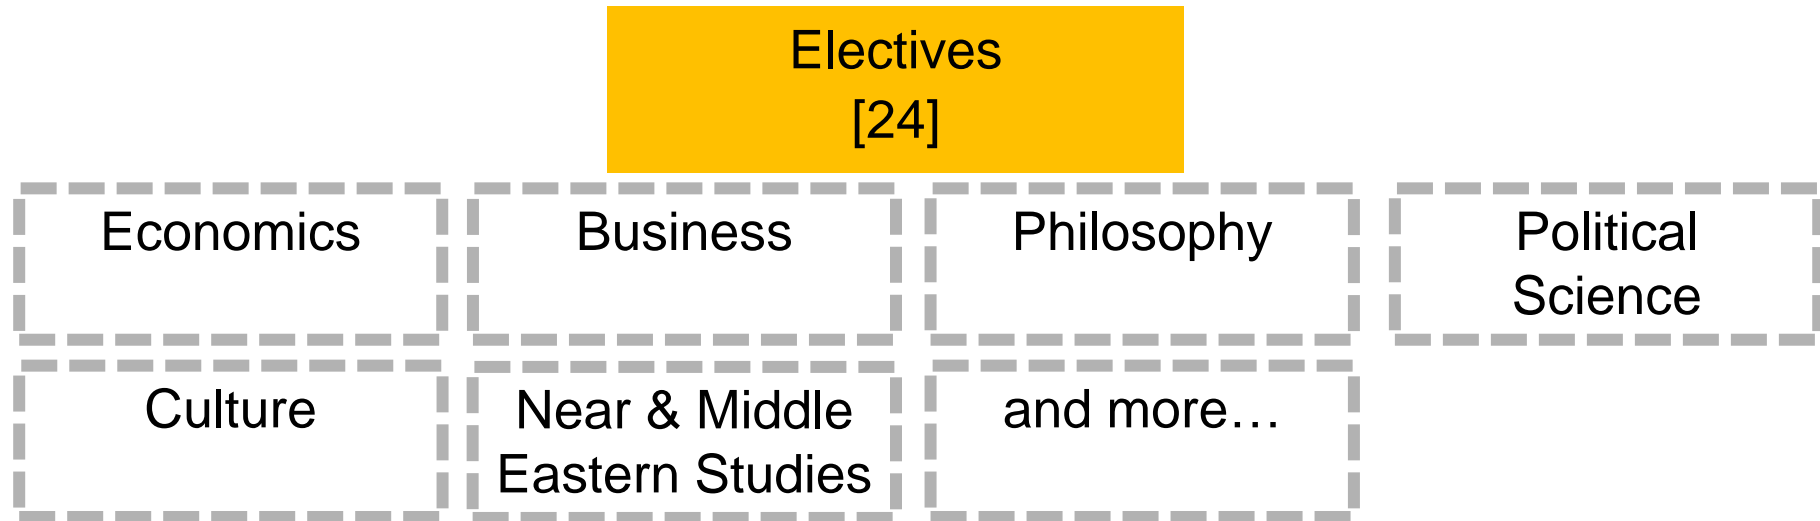 Electives
[24]
Economics
Business
Philosophy
Political
Science
Culture
Near & Middle
Eastern Studies
and more…